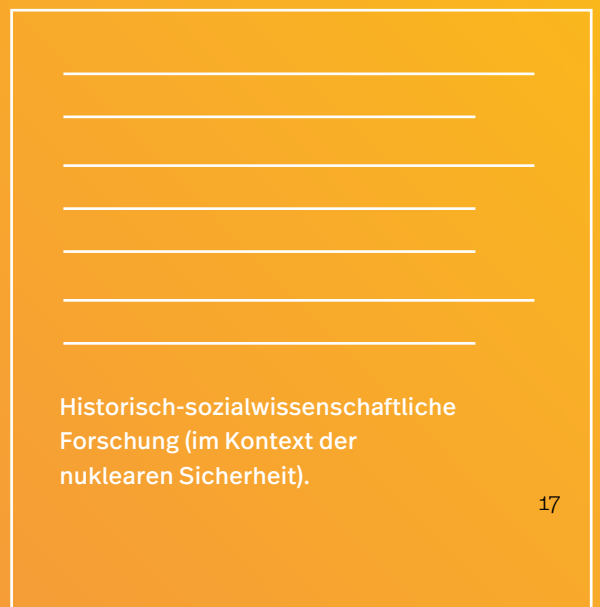 Historisch-sozialwissenschaftliche
Forschung (im Kontext der
nuklearen Sicherheit).
17